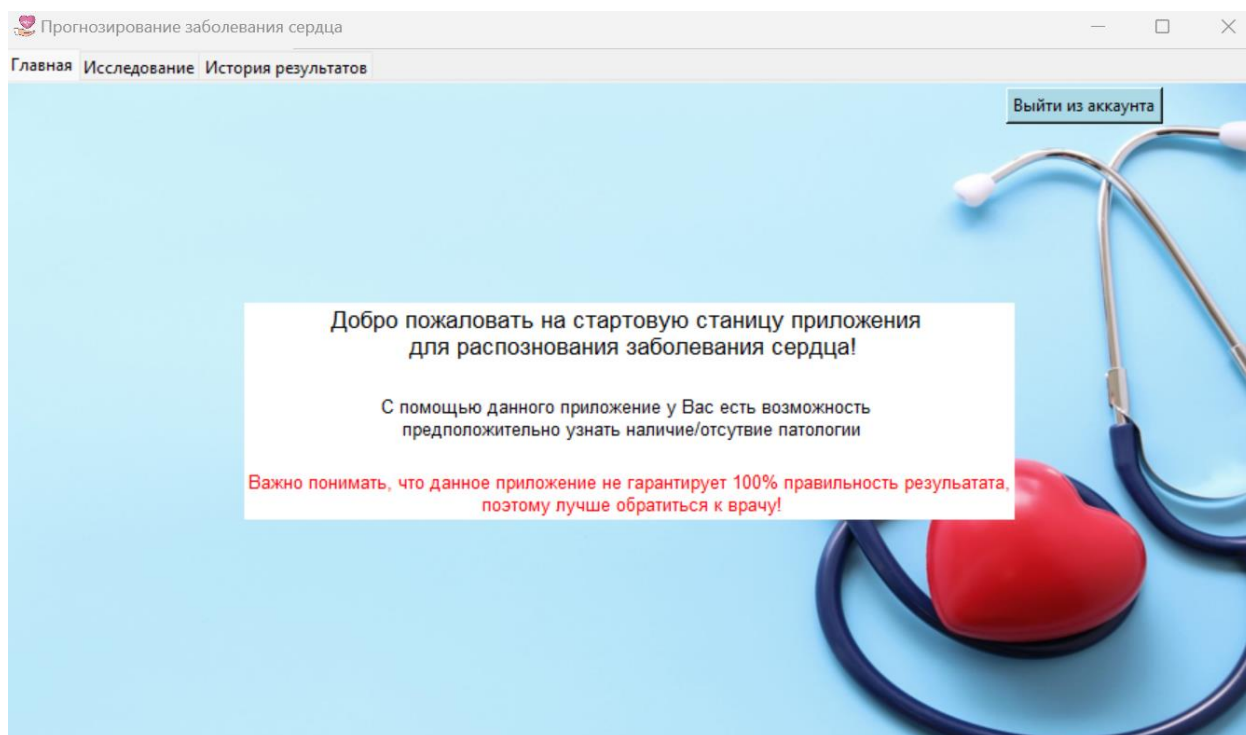 Прогнозирование заболевания сердца
Главная Исследование История результатов
Выйти из аккаунта
Добро пожаловать на стартовую станицу приложения
для распознования заболевания сердца!
С помощью данного приложение у Вас есть возможность
предположительно узнать наличие/отсутвие патологии
Важно понимать, что данное приложение не гарантирует 100% правильность резульатата,
поэтому лучше обратиться к врачу!